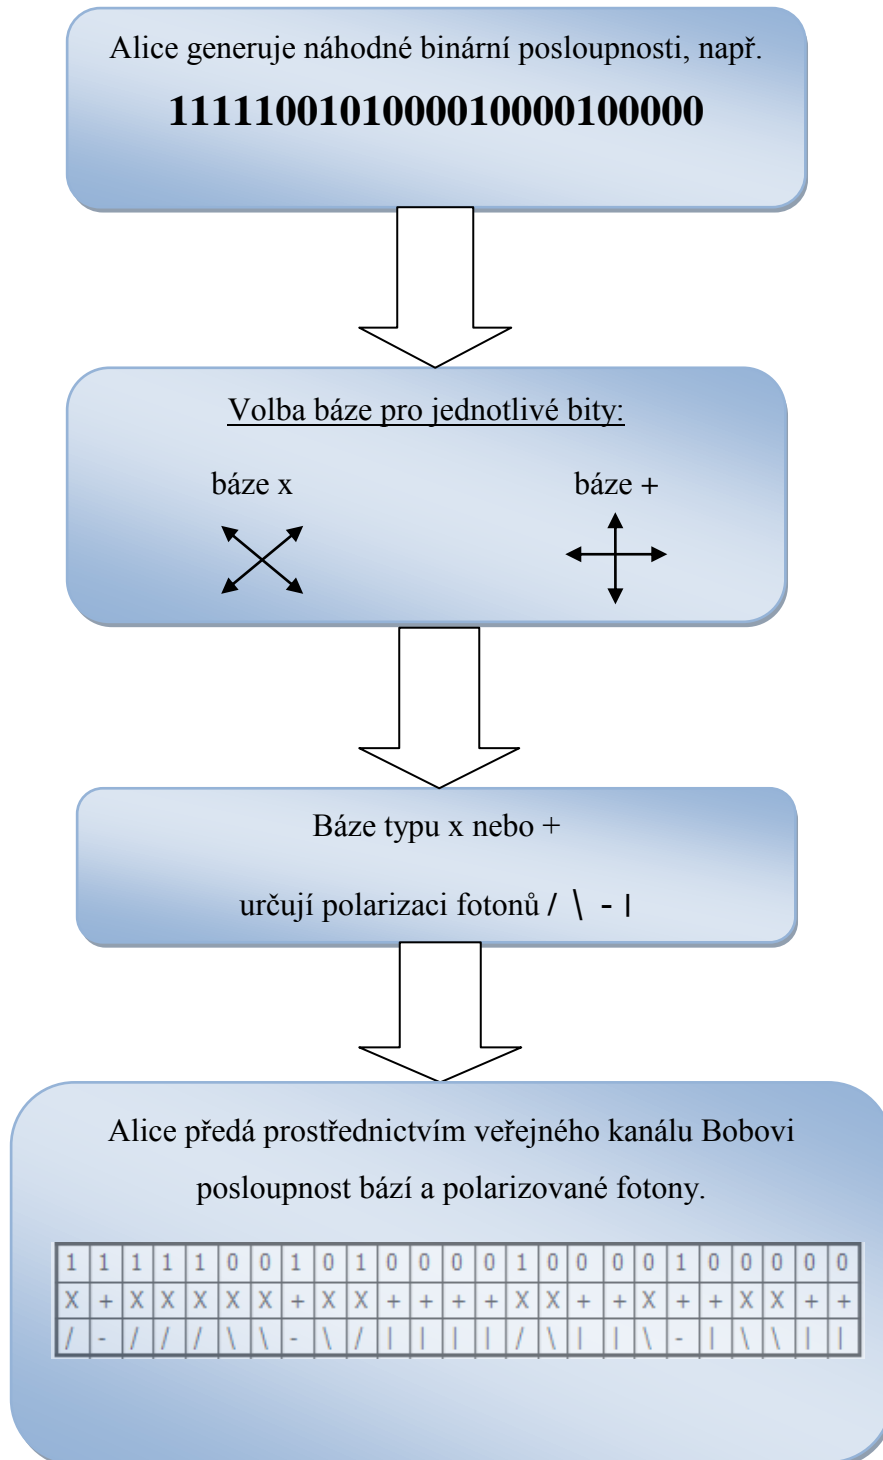 Alice generuje náhodné binární posloupnosti, např.
1111100101000010000100000
Volba báze pro jednotlivé bity:
báze x báze +
Báze typu x nebo +
určují polarizaci fotonů / \ - |
Alice předá prostřednictvím veřejného kanálu Bobovi
posloupnost bází a polarizované fotony.
1 1 1 1 1 0 0 1 0 1 0 0 0 0 1 0 0 0 0 1 0 0 0 0 0
X + X X X X X + X X + + + + X X + + X + + X X + +
/ - / / / \ \ - \ / | | | | / \ | | \ - | \ \ | |